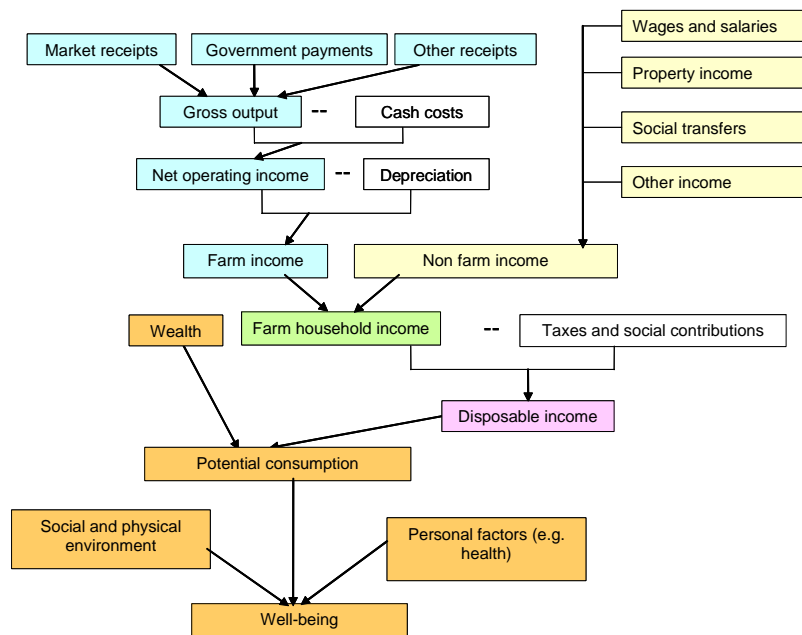 Wages and salaries
Market receipts
Government payments
Other receipts
Property income
Gross output
--
Cash costs
Social transfers
Net operating income
--
Depreciation
Other income
Farm income
Non farm income
Wealth
Farm household income
--
Taxes and social contributions
Disposable income
Potential consumption
Social and physical
environment
Personal factors (e.g.
health)
Well-being